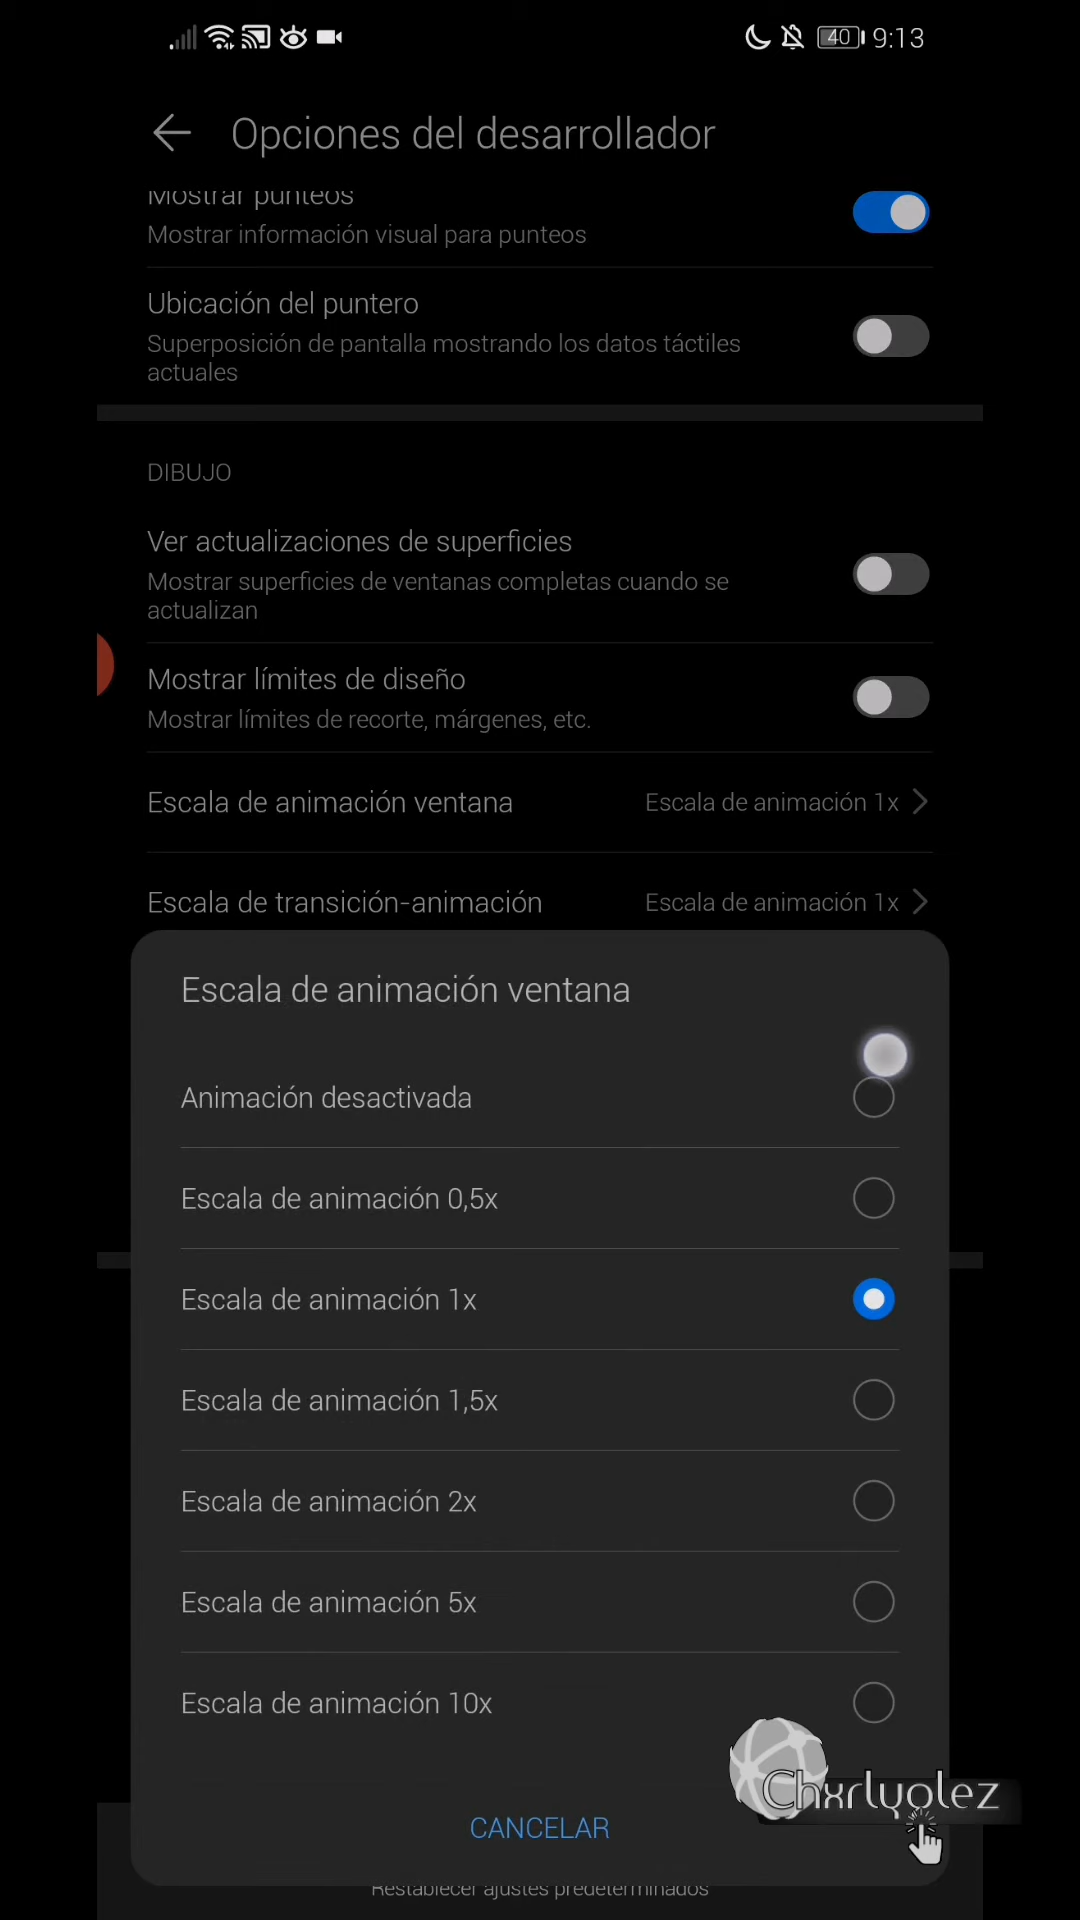 40 9:13
Opciones del desarrollador
Mostrar punteos
Mostrar información visual para punteos
Ubicación del puntero
Superposición de pantalla mostrando los datos táctiles
actuales
DIBUJO
Ver actualizaciones de superficies
Mostrar superficies de ventanas completas cuando se
actualizan
Mostrar límites de diseño
Mostrar límites de recorte, márgenes, etc.
Escala de animación ventana Escala de animación 1x
Escala de transición-animación Escala de animación 1x
Escala de animación ventana
Animación desactivada
Escala de animación 0,5x
Escala de animación 1x
Escala de animación 1,5x
Escala de animación 2x
Escala de animación 5x
Escala de animación 10x
Chxrlyolez
CANCELAR
Restablecer ajustes predeterminados